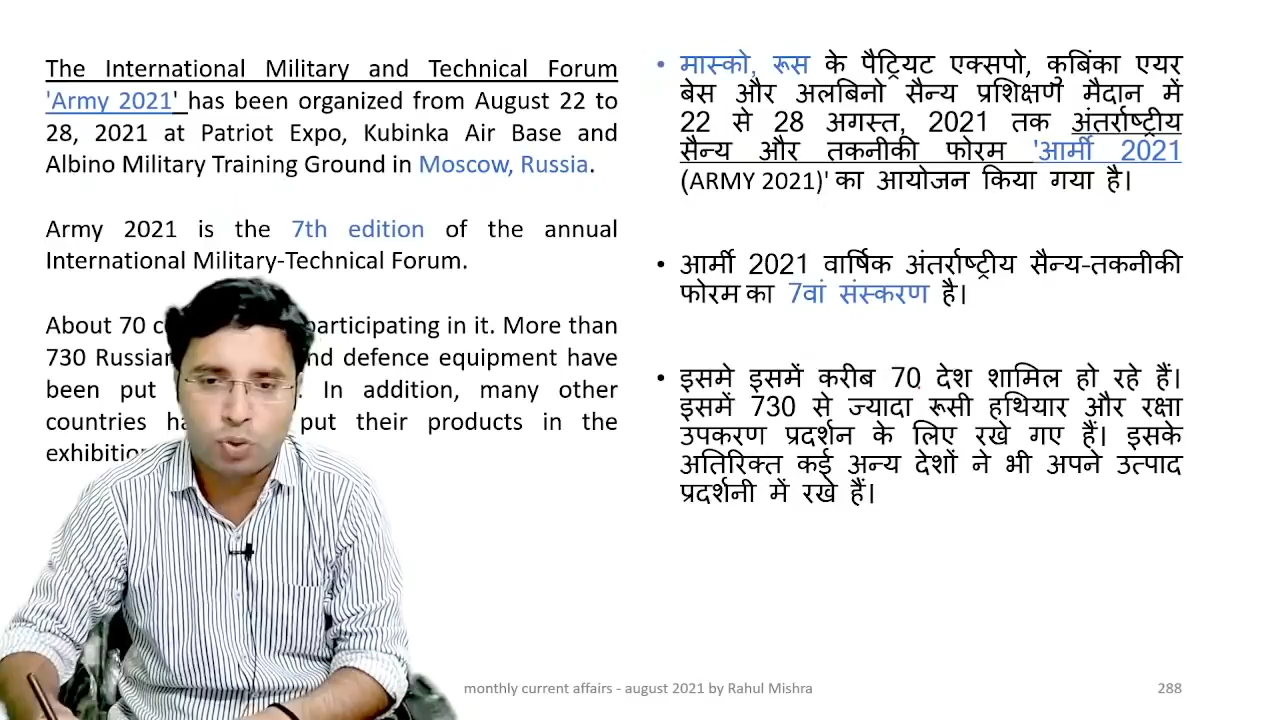 The International Military and Technical Forum
'Army 2021' has been organized from August 22 to
28, 2021 at Patriot Expo, Kubinka Air Base and
Albino Military Training Ground in Moscow, Russia.
Army 2021 is the 7th edition of the annual
International Military-Technical Forum.
About 70 participating in it. More than
730 Russian nd defence equipment have
been put In addition, many other
countries put their products in the
• मास्को, रूस के पैट्रियट एक्सपो, कुबिंका एयर
बेस और अलबिनो सैन्य प्रशिक्षण मैदान में
22 से 28 अगस्त, 2021 तक अंतर्राष्ट्रीय
सैन्य और तकनीकी फोरम 'आर्मी 2021
(ARMY 2021)' का आयोजन किया गया है।
• आर्मी 2021 वार्षिक अंतर्राष्ट्रीय सैन्य-तकनीकी
फोरम का 7वां संस्करण है।
• इसमे इसमें करीब 70 देश शामिल हो रहे हैं।
इसमें 730 से ज्यादा रूसी हथियार और रक्षा
उपकरण प्रदर्शन के लिए रखे गए हैं। इसके
अतिरिक्त कई अन्य देशों ने भी अपने उत्पाद
प्रदर्शनी में रखे हैं।
monthly current affairs - august 2021 by Rahul Mishra
288